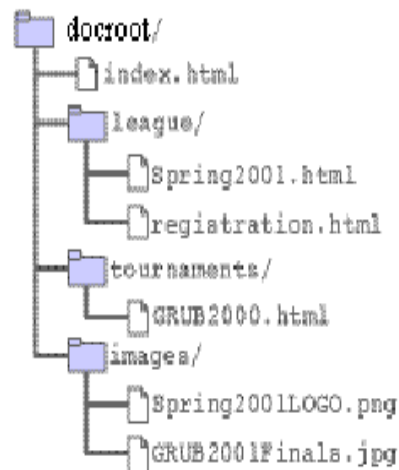 docroot/
index.html
league/
Spring2001.html
registration.html
tournaments/
GRUB2000.html
images/
Spring2001LOGO.png
GRUB2001Finals.jpg